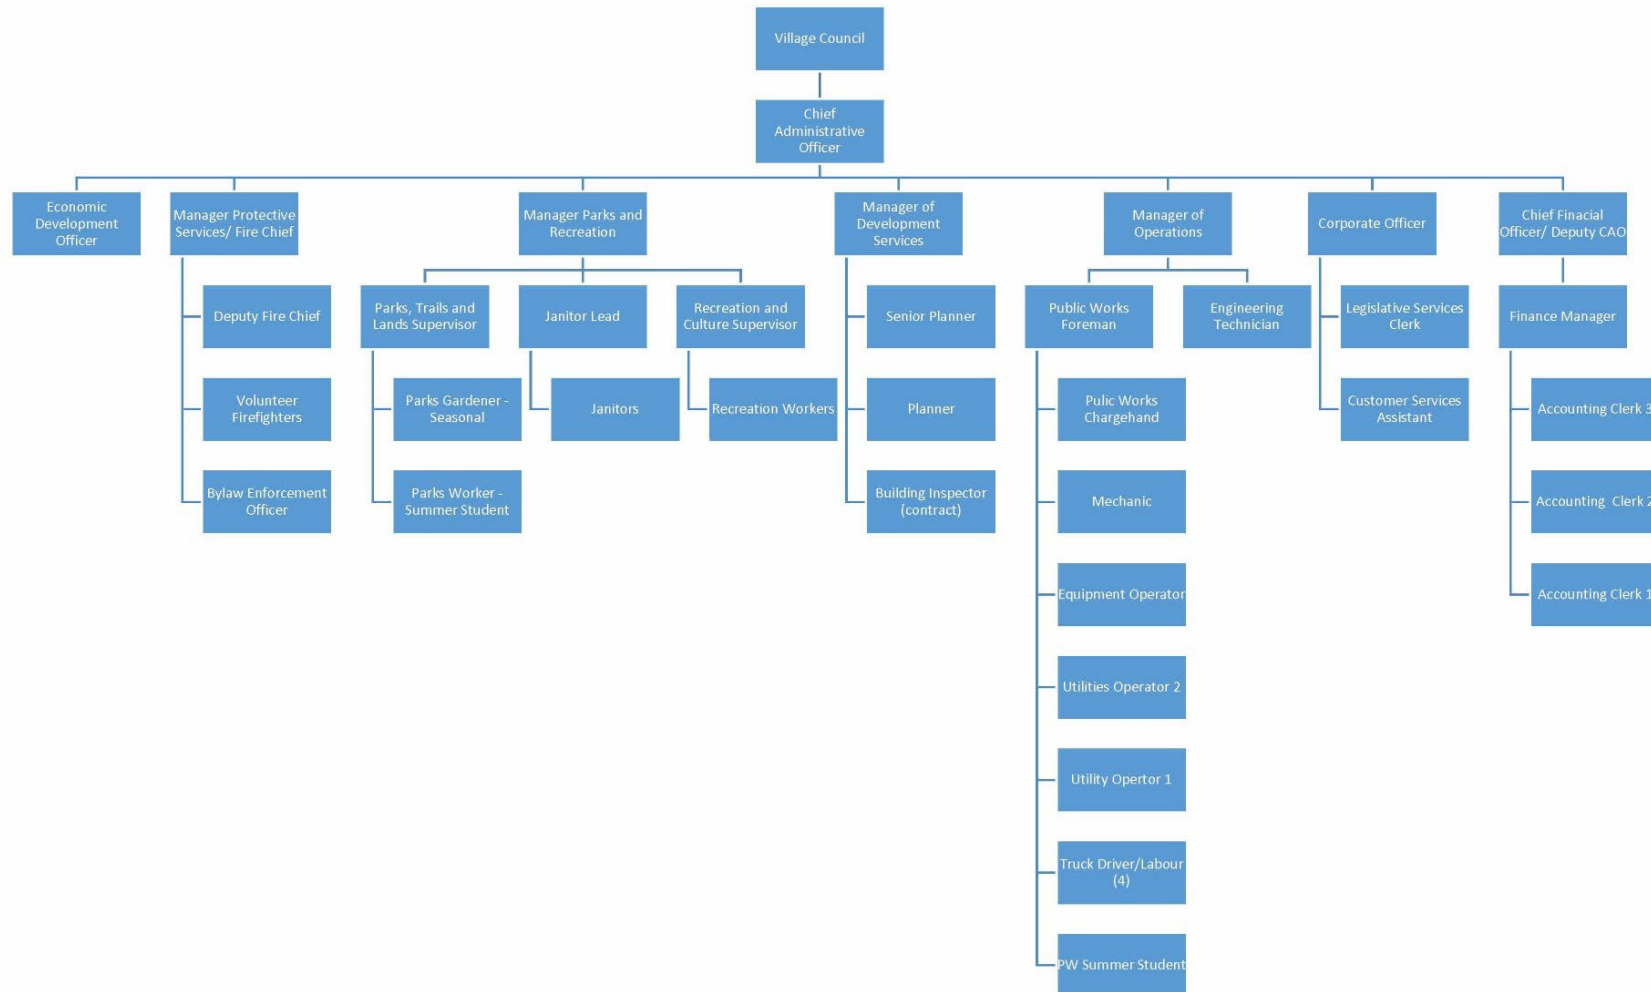 Village Council
Chief
Administrative
Officer
Economic
Development
Officer
Manager Protective
Services/ Fire Chief
Manager Parks and
Recreation
Manager of
Development
Services
Manager of
Operations
Corporate Officer
Chief Finacial
Officer/ Deputy CAO
Deputy Fire Chief
Volunteer
Firefighters
Bylaw Enforcement
Officer
Parks, Trails and
Lands Supervisor
Parks Gardener -
Seasonal
Parks Worker -
Summer Student
Janitor Lead
Janitors
Recreation and
Culture Supervisor
Recreation Workers
Senior Planner
Planner
Building Inspector
(contract)
Public Works
Foreman
Pulic Works
Chargehand
Mechanic
Equipment Operator
Utilities Operator 2
Utility Opertor 1
Truck Driver/Labour
(4)
PW Summer Student
Engineering
Technician
Legislative Services
Clerk
Customer Services
Assistant
Finance Manager
Accounting Clerk 3
Accounting  Clerk 2
Accounting Clerk 1